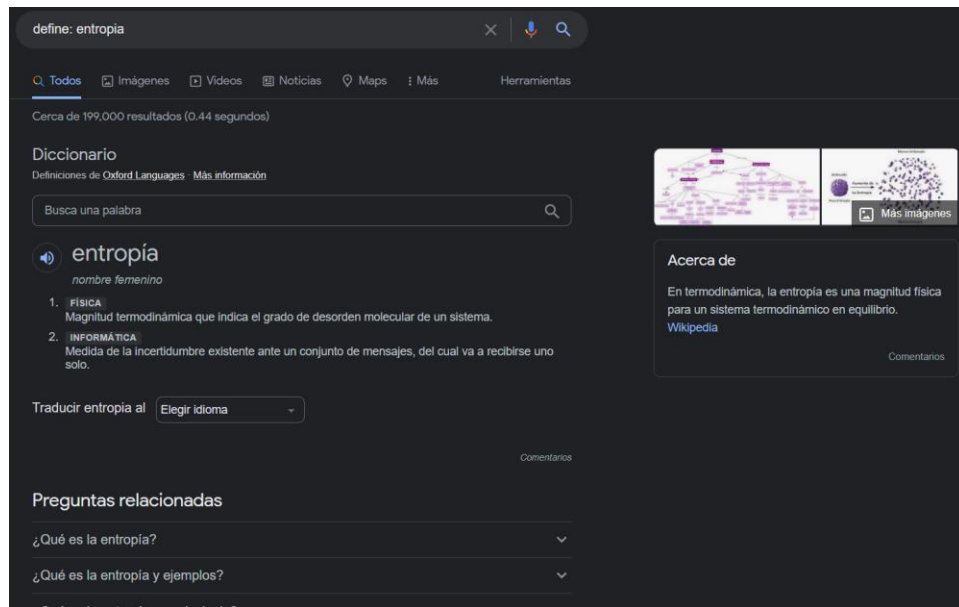 define: entropia
Todos
Imágenes
Videos
Noticias
Maps
Más
Herramientas
Cerca de 199,000 resultados (0.44 segundos)
Diccionario
Definiciones de Oxford Languages · Más información
Busca una palabra
entropía
nombre femenino
1. FÍSICA
Magnitud termodinámica que indica el grado de desorden molecular de un sistema.
2. INFORMÁTICA
Medida de la incertidumbre existente ante un conjunto de mensajes, del cual va a recibirse uno
solo.
Traducir entropia al
Elegir idioma
Comentarios
Preguntas relacionadas
¿Qué es la entropía?
¿Qué es la entropía y ejemplos?
Más imágenes
Acerca de
En termodinámica, la entropía es una magnitud física
para un sistema termodinámico en equilibrio.
Wikipedia
Comentarios